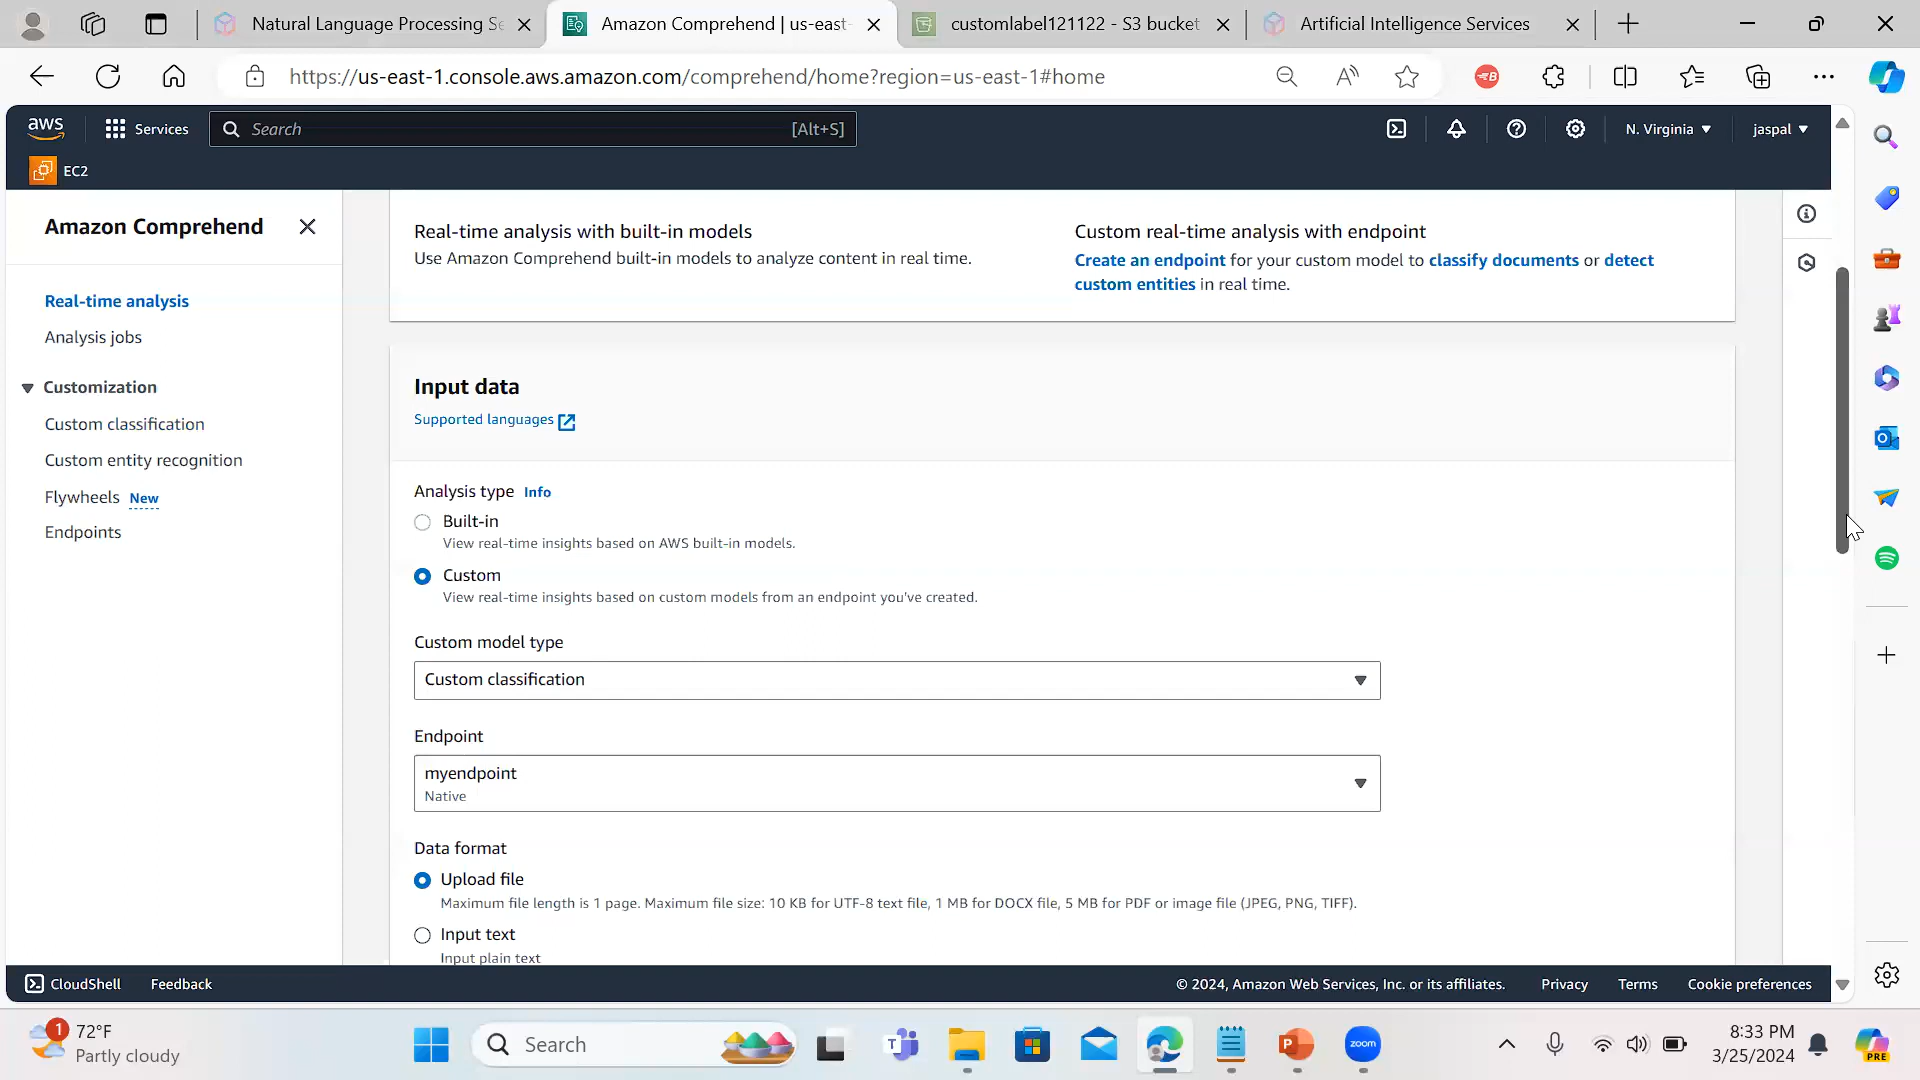 Natural Language Processing Se
Amazon Comprehend | us-east-
customlabel121122 - S3 bucket
Artificial Intelligence Services
https://us-east-1.console.aws.amazon.com/comprehend/home?region=us-east-1#home
aws
Services
Search
[Alt+S]
N. Virginia
jaspal
EC2
Amazon Comprehend
Real-time analysis
Analysis jobs
Customization
Custom classification
Custom entity recognition
Flywheels New
Endpoints
Real-time analysis with built-in models
Use Amazon Comprehend built-in models to analyze content in real time.
Custom real-time analysis with endpoint
Create an endpoint for your custom model to classify documents or detect
custom entities in real time.
Input data
Supported languages
Analysis type Info
Built-in
View real-time insights based on AWS built-in models.
Custom
View real-time insights based on custom models from an endpoint you've created.
Custom model type
Custom classification
Endpoint
myendpoint
Native
Data format
Upload file
Maximum file length is 1 page. Maximum file size: 10 KB for UTF-8 text file, 1 MB for DOCX file, 5 MB for PDF or image file (JPEG, PNG, TIFF).
Input text
Input plain text
CloudShell
Feedback
© 2024, Amazon Web Services, Inc. or its affiliates.
Privacy
Terms
Cookie preferences
1
72°F
Partly cloudy
Search
zoom
8:33 PM
3/25/2024
PRE